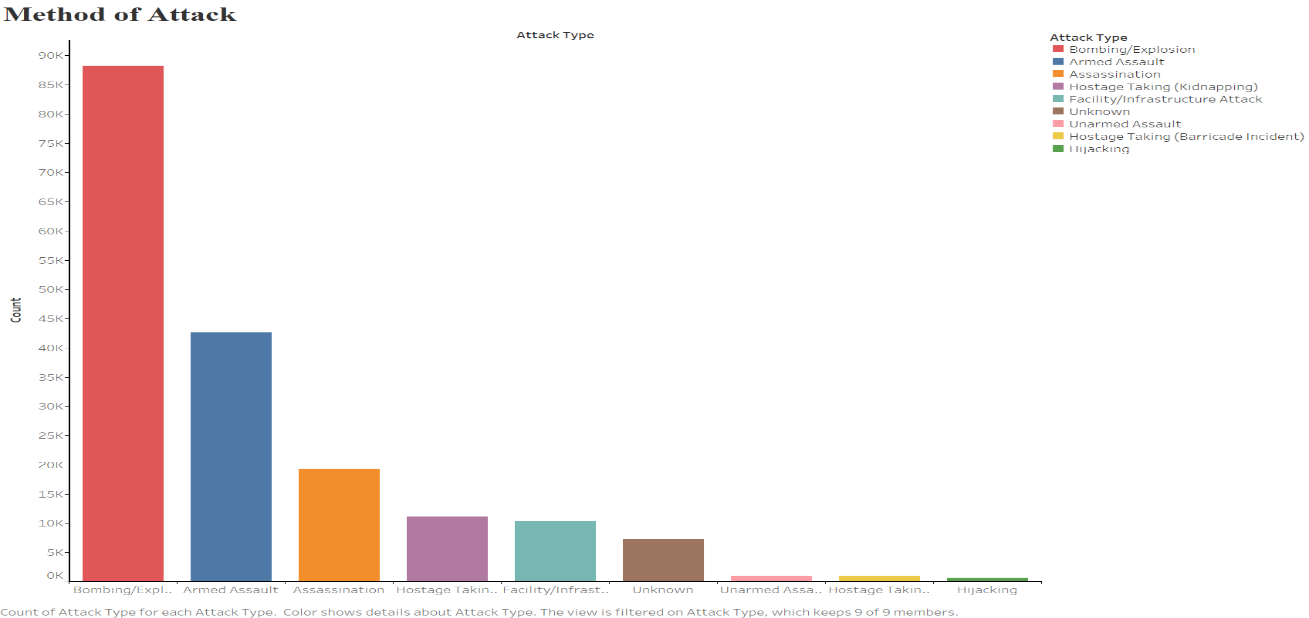 Method of Attack
Attack Type
90K
85K
80K
75K
70K
65K
60K
55K
50K
45K
40K
35K
30K
25K
20K
15K
10K
5K
0K
Count
Bombing/Expl.. Armed Assault Assassination Hostage Takin.. Facility/Infrast.. Unknown Unarmed Assa.. Hostage Takin.. Hijacking
Attack Type
Bombing/Explosion
Armed Assault
Assassination
Hostage Taking (Kidnapping)
Facility/Infrastructure Attack
Unknown
Unarmed Assault
Hostage Taking (Barricade Incident)
Hijacking
Count of Attack Type for each Attack Type. Color shows details about Attack Type. The view is filtered on Attack Type, which keeps 9 of 9 members.